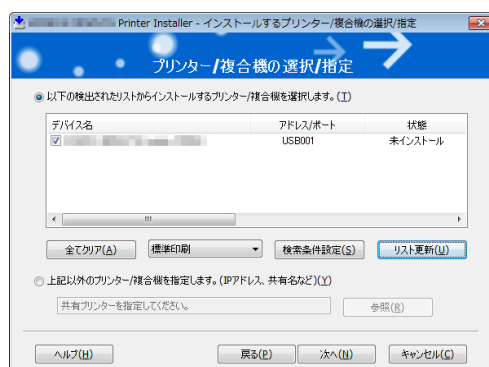 Printer Installer - インストールするプリンター/複合機の選択/指定
プリンター/複合機の選択/指定
以下の検出されたリストからインストールするプリンター/複合機を選択します。(I)
デバイス名 アドレス/ポート 状態
USB001 未インストール
全てクリア(A) 標準印刷 検索条件設定(S) リスト更新(U)
上記以外のプリンター/複合機を指定します。(IPアドレス、共有名など)(Y)
共有プリンターを指定してください。 参照(R)
ヘルプ(H) 戻る(P) 次へ(N) キャンセル(C)